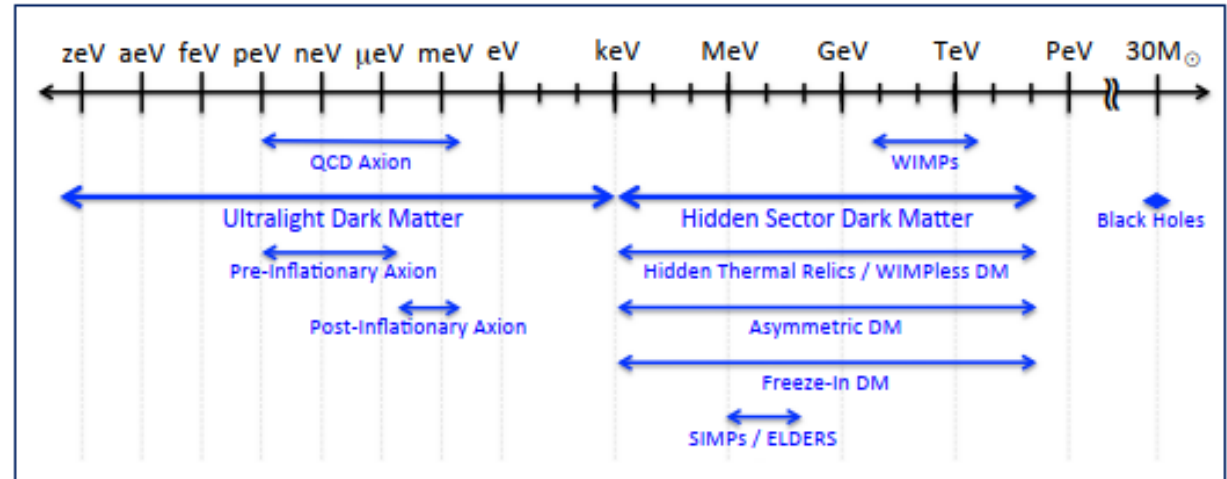 zeV aeV feV peV neV μeV meV eV keV MeV GeV TeV PeV 30M☉
QCD Axion WIMPs
Ultralight Dark Matter Hidden Sector Dark Matter Black Holes
Pre-Inflationary Axion Hidden Thermal Relics / WIMPless DM
Post-Inflationary Axion Asymmetric DM
Freeze-In DM
SIMPs / ELDERS